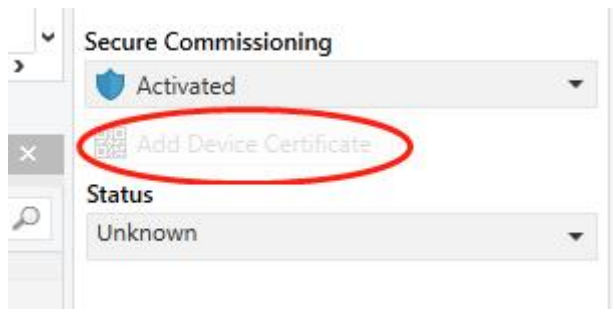 Secure Commissioning
Activated
Add Device Certificate
Status
Unknown